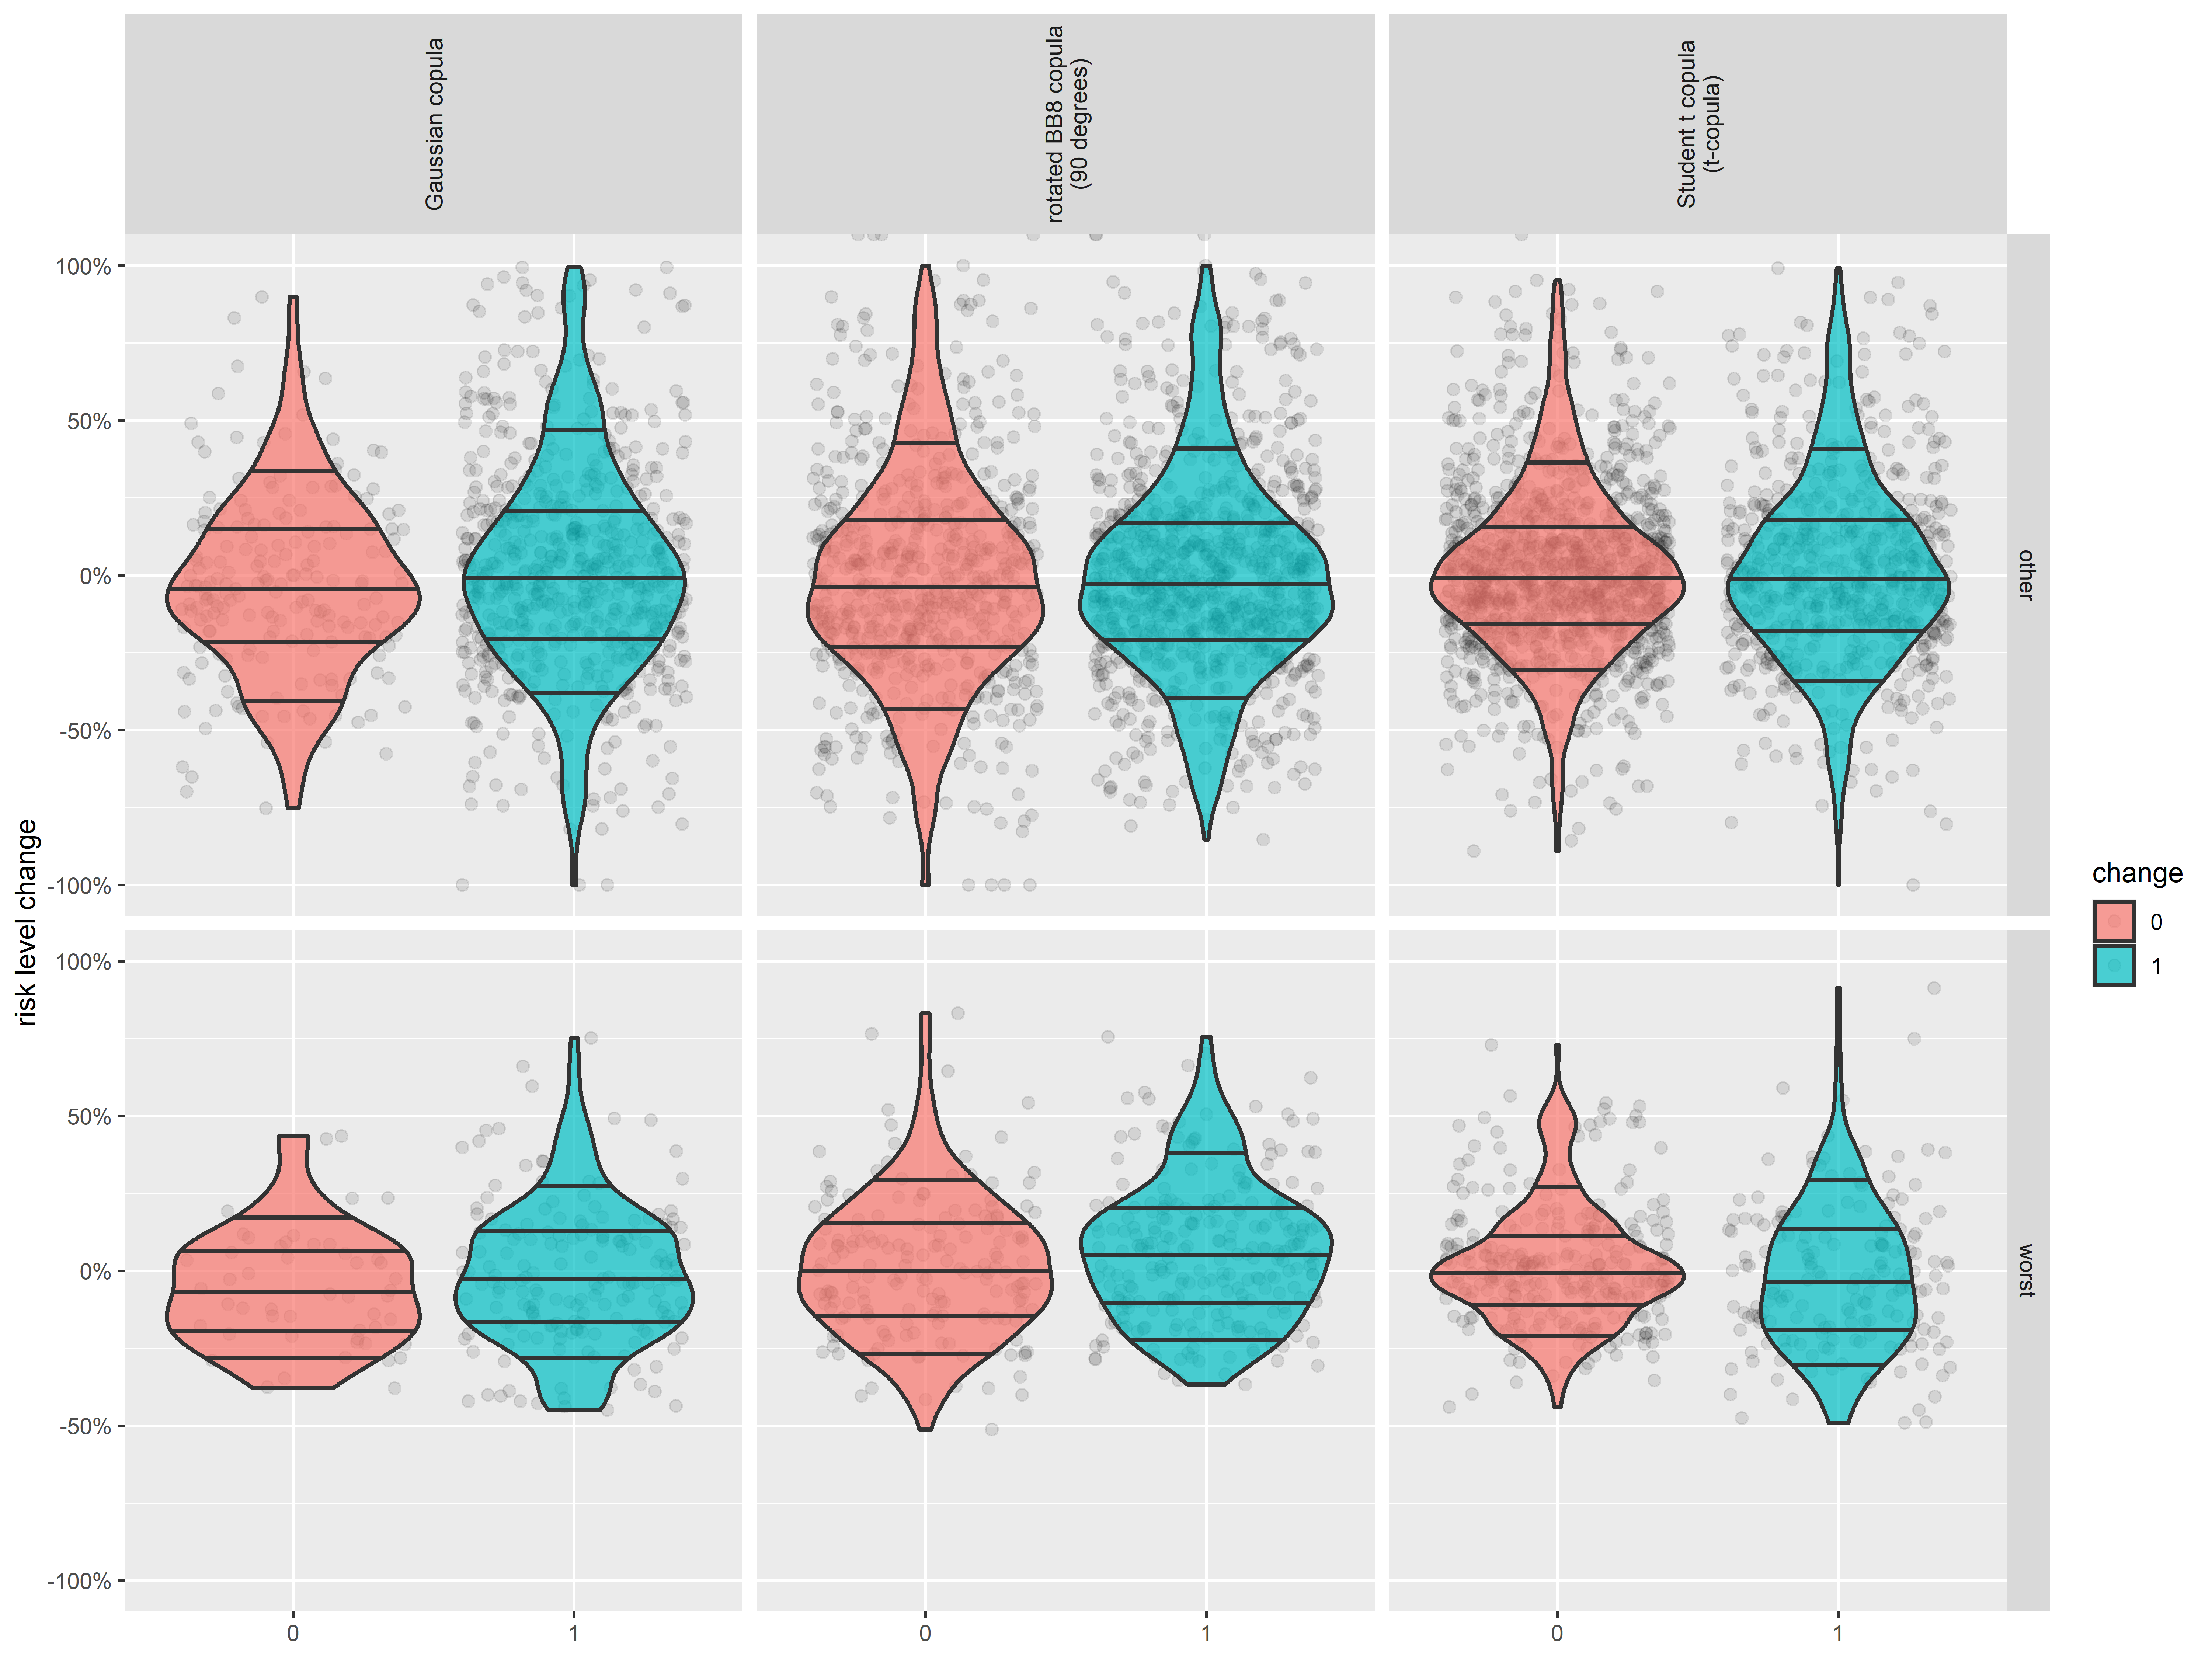 Gaussian copula
rotated BB8 copula
(90 degrees)
Student t copula
(t-copula)
risk level change
100%
50%
0%
-50%
-100%
other
100%
50%
0%
-50%
-100%
worst
0
1
0
1
0
1
change
0
1